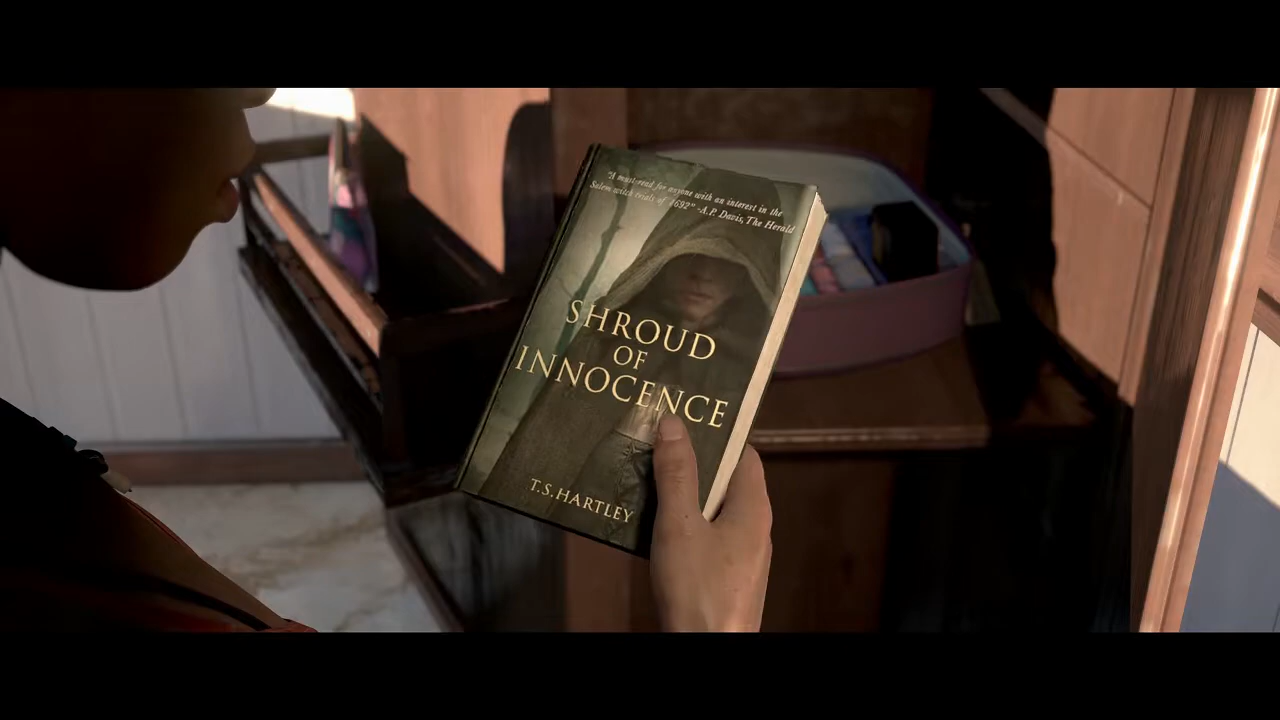 "A must-read for anyone with an interest in the
Salem witch trials of 1692" -A.P. Davis, The Herald
SHROUD
OF
INNOCENCE
T.S. HARTLEY